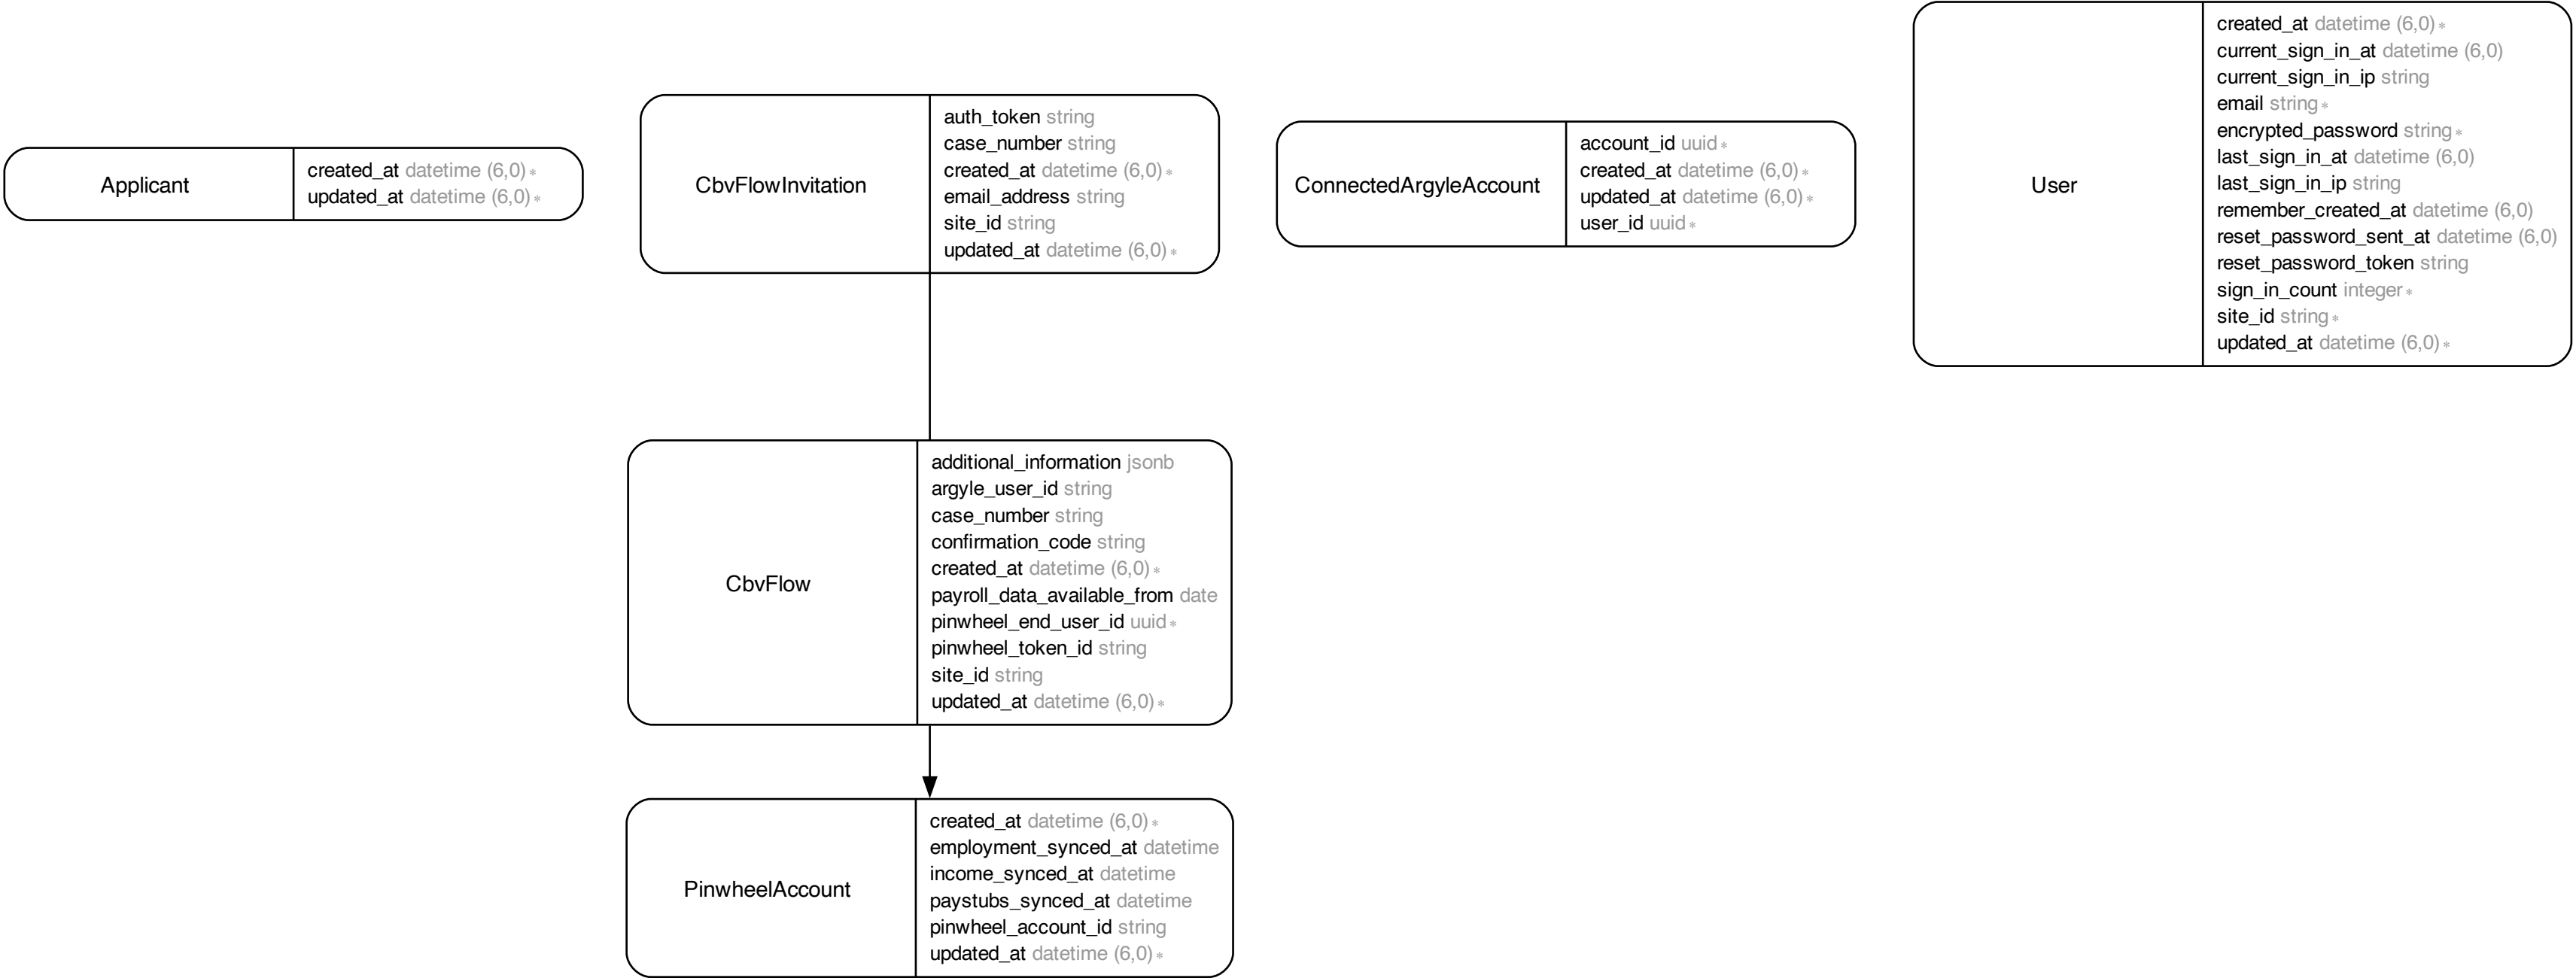 Applicant
created_at datetime (6,0) *
updated_at datetime (6,0) *
CbvFlowInvitation
auth_token string
case_number string
created_at datetime (6,0) *
email_address string
site_id string
updated_at datetime (6,0) *
ConnectedArgyleAccount
account_id uuid *
created_at datetime (6,0) *
updated_at datetime (6,0) *
user_id uuid *
User
created_at datetime (6,0) *
current_sign_in_at datetime (6,0)
current_sign_in_ip string
email string *
encrypted_password string *
last_sign_in_at datetime (6,0)
last_sign_in_ip string
remember_created_at datetime (6,0)
reset_password_sent_at datetime (6,0)
reset_password_token string
sign_in_count integer *
site_id string *
updated_at datetime (6,0) *
CbvFlow
additional_information jsonb
argyle_user_id string
case_number string
confirmation_code string
created_at datetime (6,0) *
payroll_data_available_from date
pinwheel_end_user_id uuid *
pinwheel_token_id string
site_id string
updated_at datetime (6,0) *
PinwheelAccount
created_at datetime (6,0) *
employment_synced_at datetime
income_synced_at datetime
paystubs_synced_at datetime
pinwheel_account_id string
updated_at datetime (6,0) *